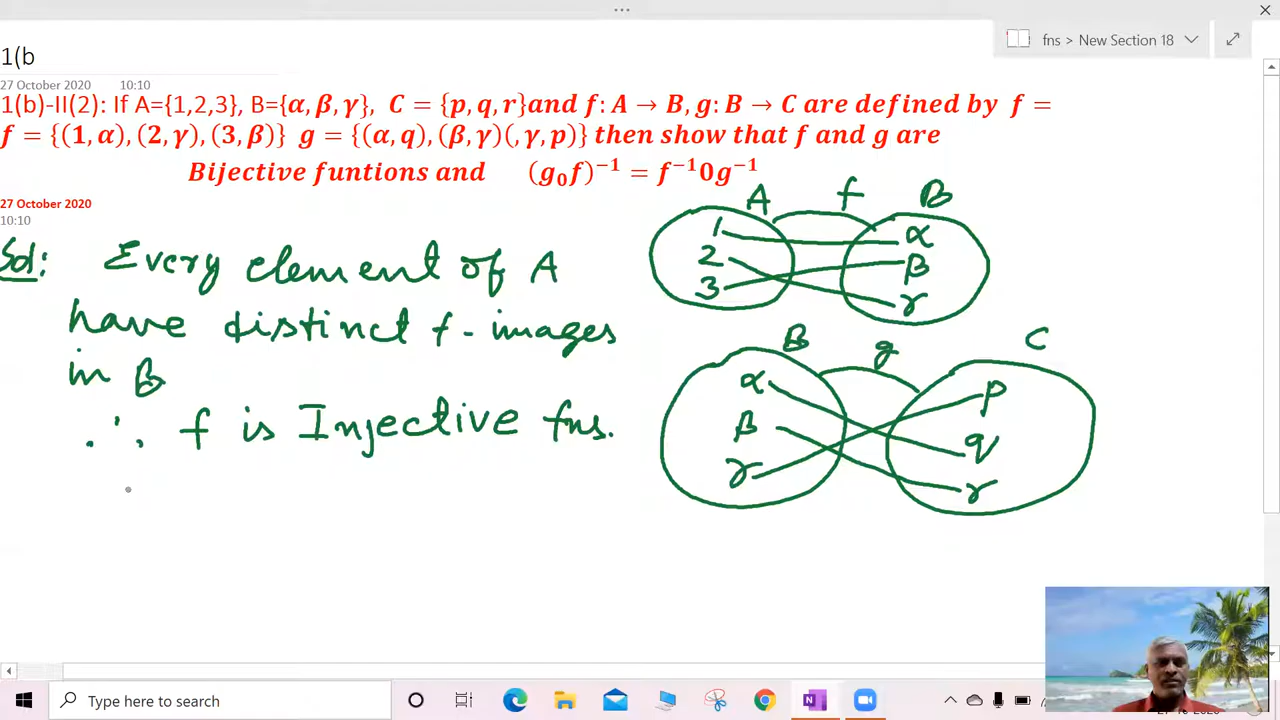 fns > New Section 18
1(b
27 October 2020 10:10
1(b)-II(2): If A={1,2,3}, B={α, β, γ}, C = {p, q, r}and f: A → B, g: B → C are defined by f =
f = {(1, α), (2, γ), (3, β)} g = {(α, q), (β, γ)(, γ, p)} then show that f and g are
Bijective funtions and (g₀f)⁻¹ = f⁻¹0g⁻¹
27 October 2020
10:10
Sol: Every element of A
have distinct f-images
in B
∴ f is Injective fns.
A f B
1 α
2 β
3 γ
B g C
α p
β q
γ r
Type here to search
27-10-2020